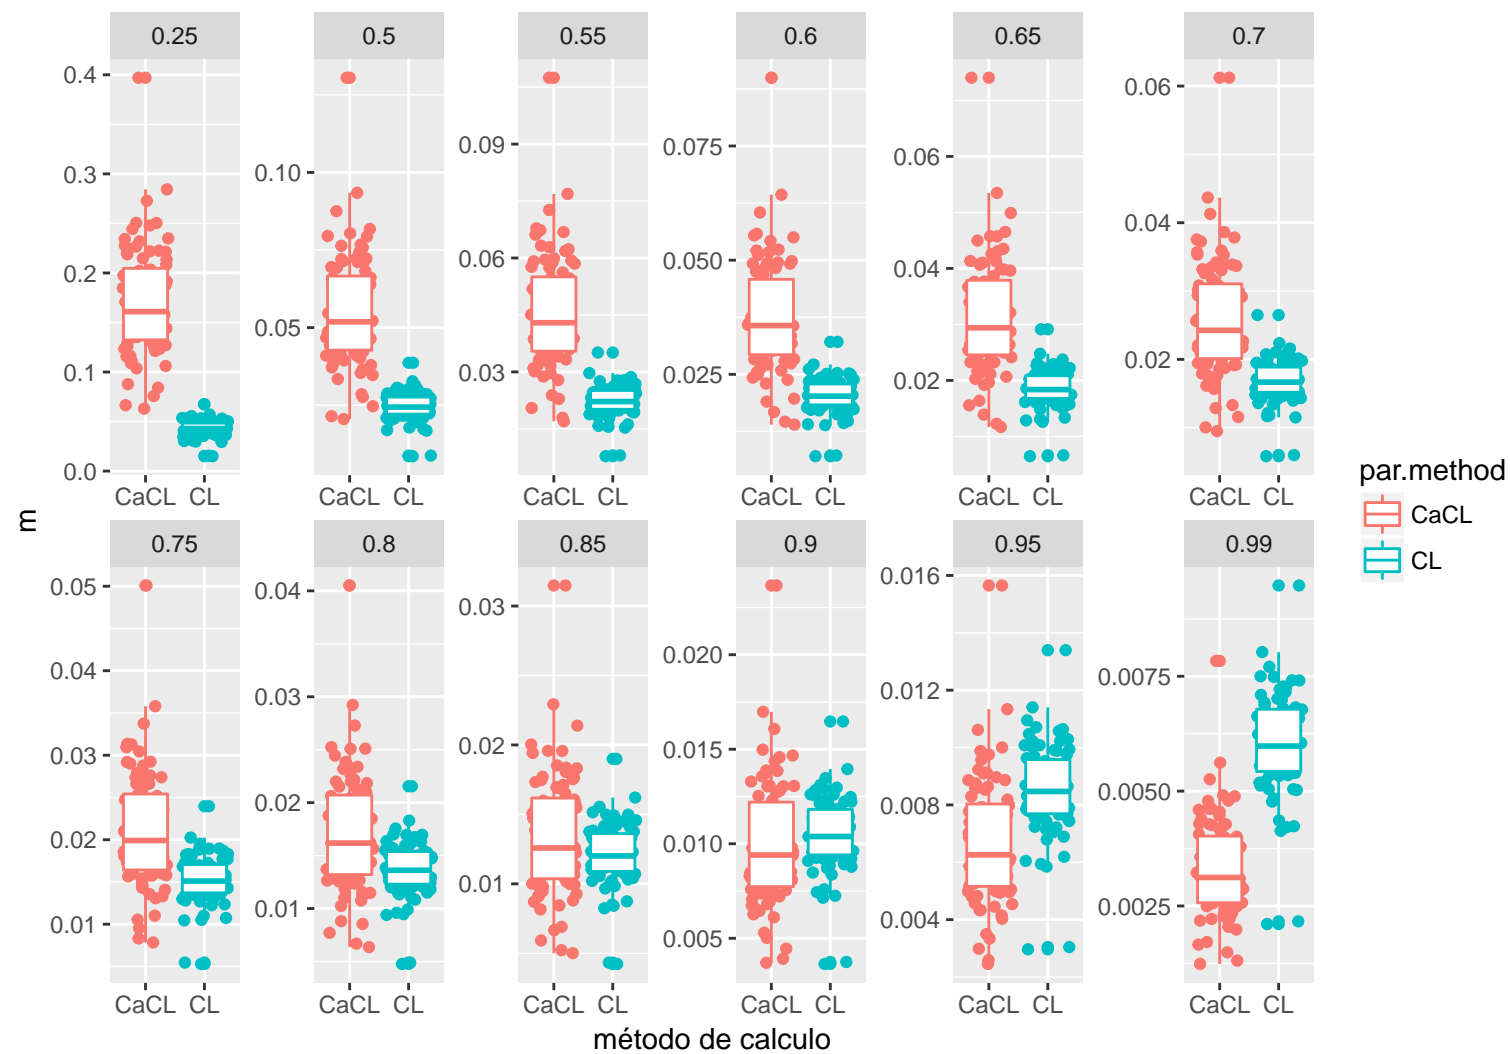 0.25 0.5 0.55 0.6 0.65 0.7
0.4 0.3 0.2 0.1 0.0
0.10 0.05
0.09 0.06 0.03
0.075 0.050 0.025
0.06 0.04 0.02
0.06 0.04 0.02
CaCL CL CaCL CL CaCL CL CaCL CL CaCL CL CaCL CL
m
0.75 0.8 0.85 0.9 0.95 0.99
0.05 0.04 0.03 0.02 0.01
0.04 0.03 0.02 0.01
0.03 0.02 0.01
0.020 0.015 0.010 0.005
0.016 0.012 0.008 0.004
0.0075 0.0050 0.0025
CaCL CL CaCL CL CaCL CL CaCL CL CaCL CL CaCL CL
método de calculo
par.method
CaCL
CL